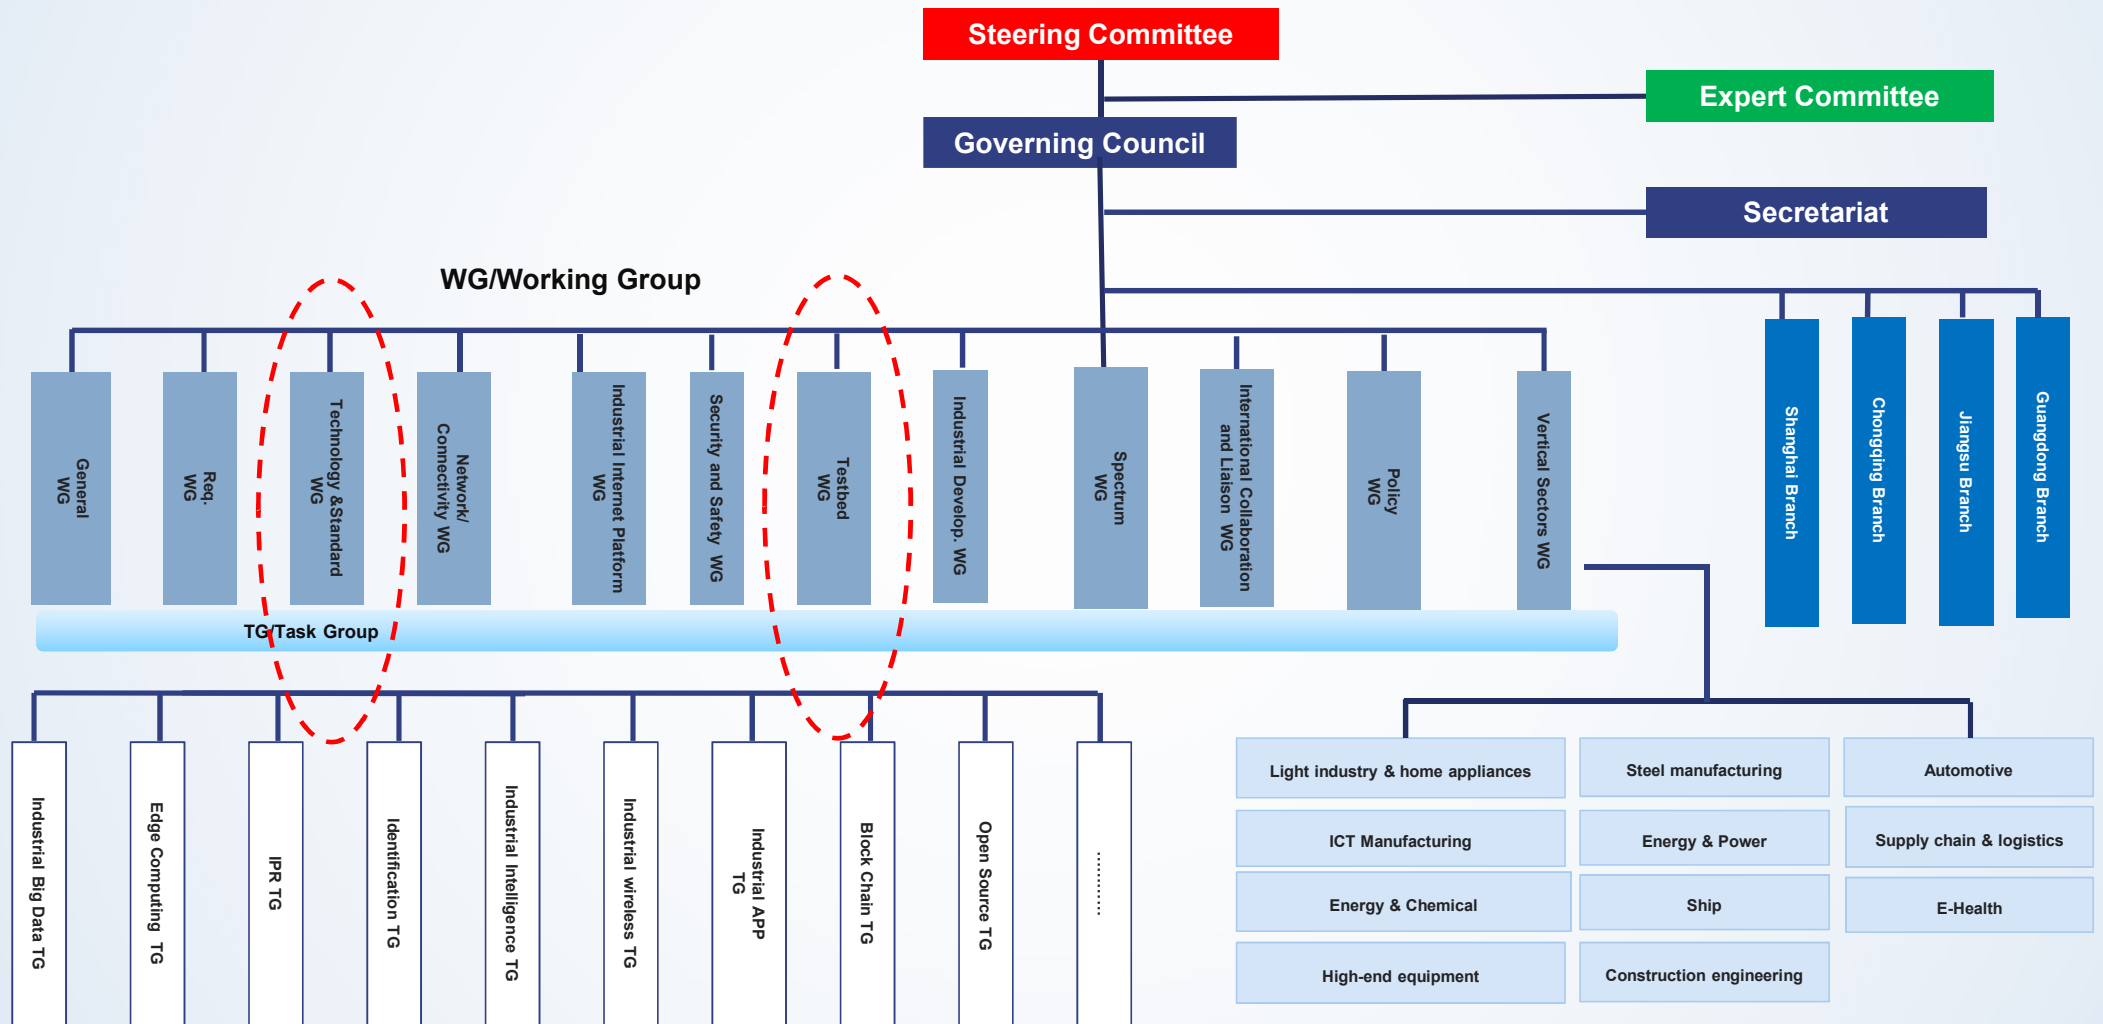 Steering Committee
Expert Committee
Governing Council
Secretariat
WG/Working Group
General
WG
Req.
WG
Technology &Standard
WG
Network/
Connectivity WG
Industrial Internet Platform
WG
Security and Safety WG
Testbed
WG
Industrial Develop. WG
Spectrum
WG
International Collaboration
and Liaison WG
Policy
WG
Vertical Sectors WG
Shanghai Branch
Chongqing Branch
Jiangsu Branch
Guangdong Branch
TG/Task Group
Industrial Big Data TG
Edge Computing TG
IPR TG
Identification TG
Industrial Intelligence TG
Industrial wireless TG
Industrial APP
TG
Block Chain TG
Open Source TG
............
Light industry & home appliances
Steel manufacturing
Automotive
ICT Manufacturing
Energy & Power
Supply chain & logistics
Energy & Chemical
Ship
E-Health
High-end equipment
Construction engineering